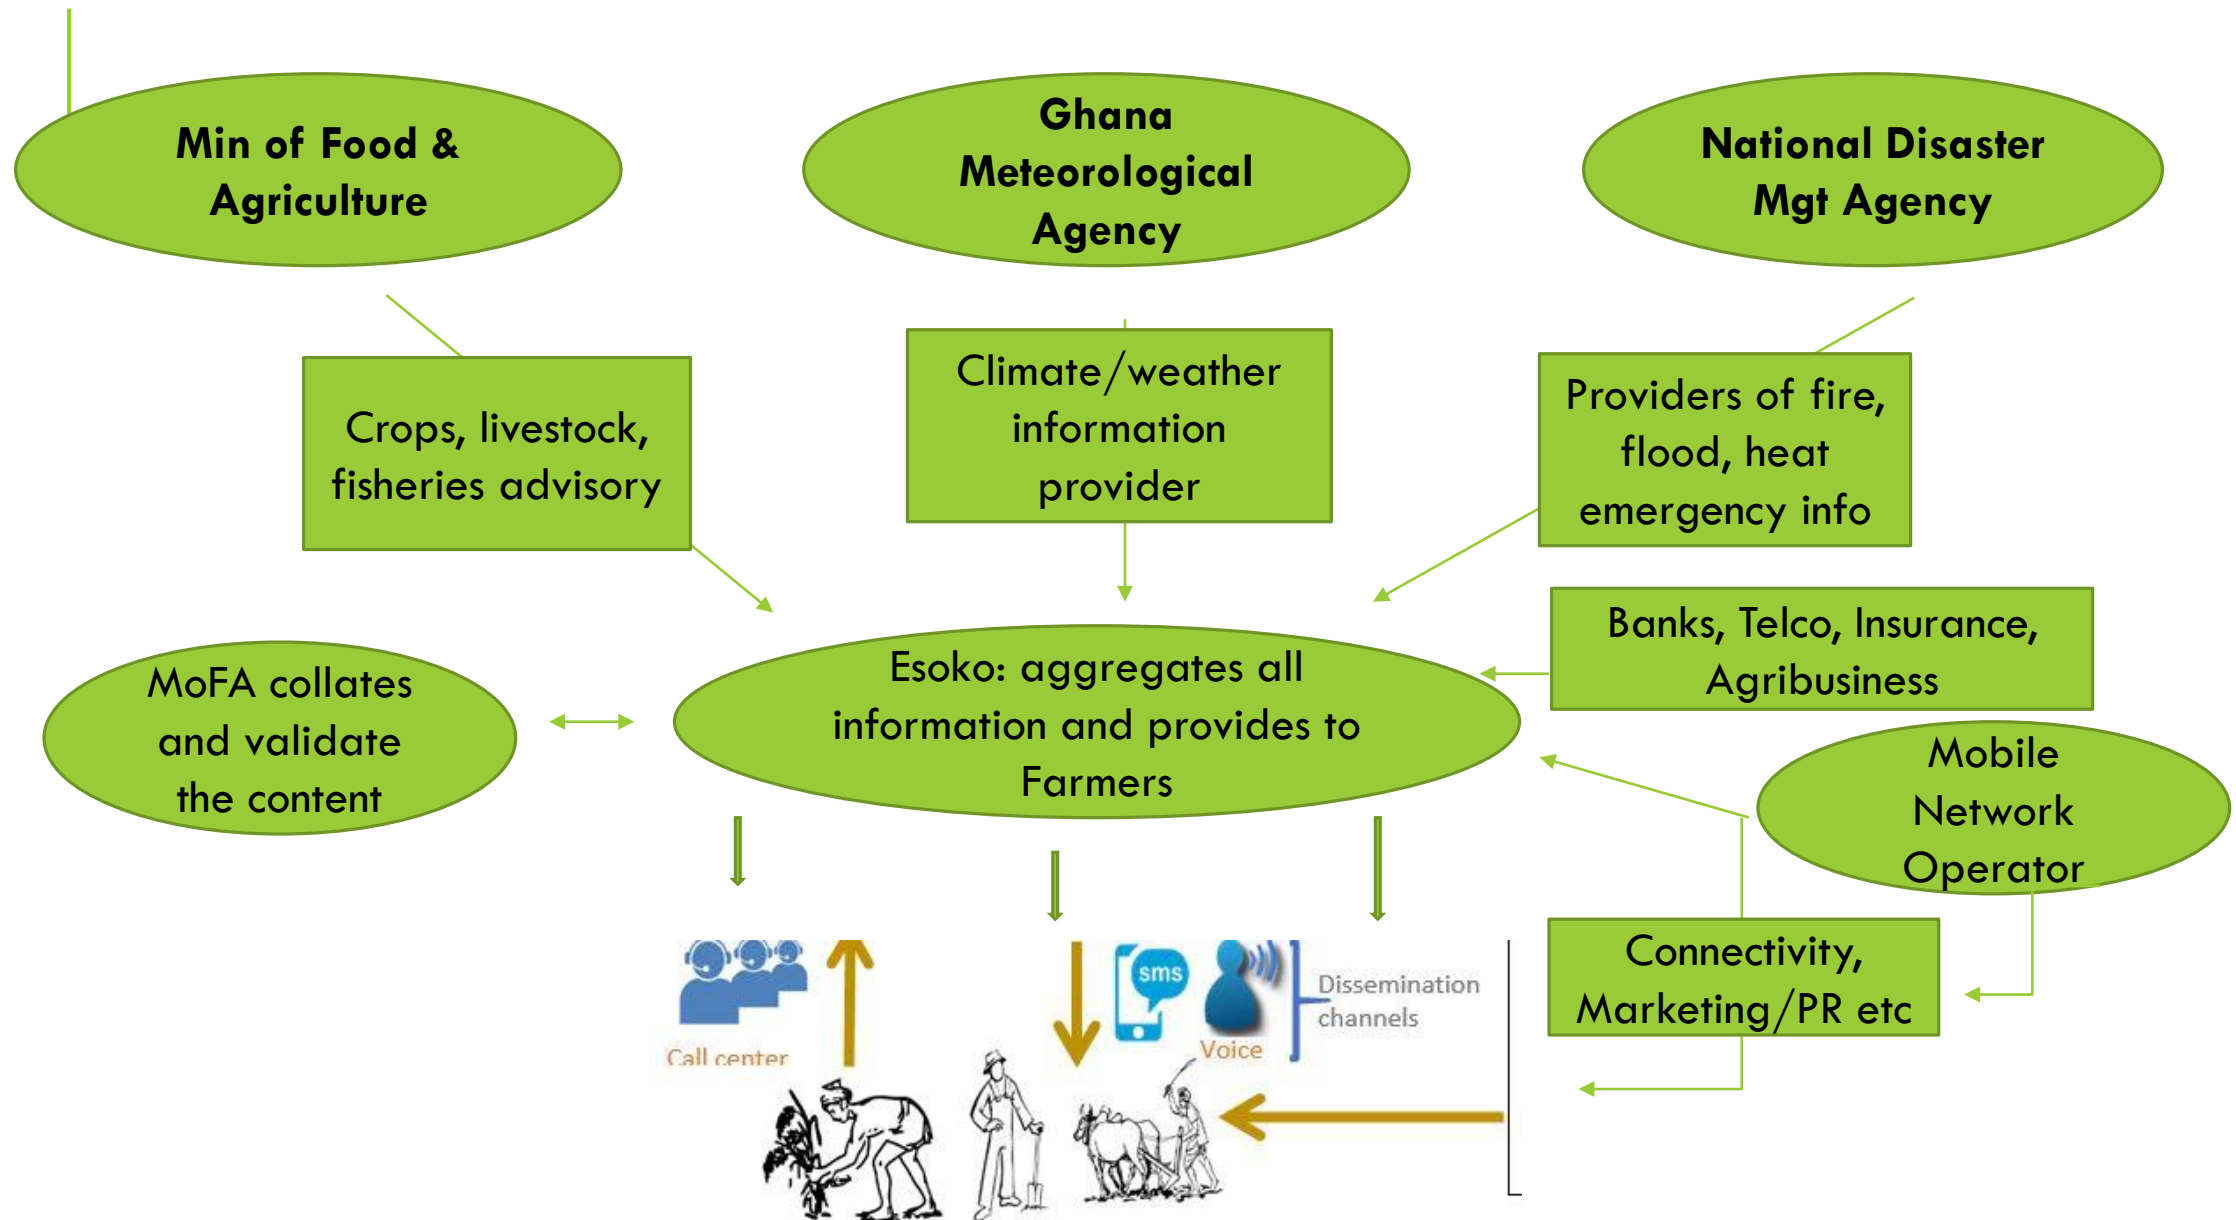 Min of Food &
Agriculture
Ghana
Meteorological
Agency
National Disaster
Mgt Agency
Crops, livestock,
fisheries advisory
Climate/weather
information
provider
Providers of fire,
flood, heat
emergency info
Banks, Telco, Insurance,
Agribusiness
MoFA collates
and validate
the content
Esoko: aggregates all
information and provides to
Farmers
Mobile
Network
Operator
Connectivity,
Marketing/PR etc
sms
Dissemination
channels
Call center
Voice